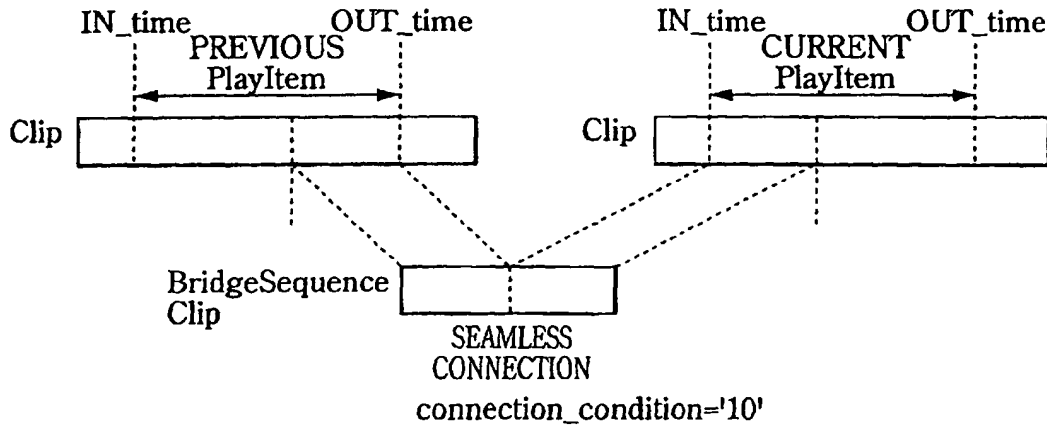 IN_time
OUT_time
PREVIOUS
PlayItem
Clip
IN_time
OUT_time
CURRENT
PlayItem
Clip
BridgeSequence
Clip
SEAMLESS
CONNECTION
connection_condition='10'